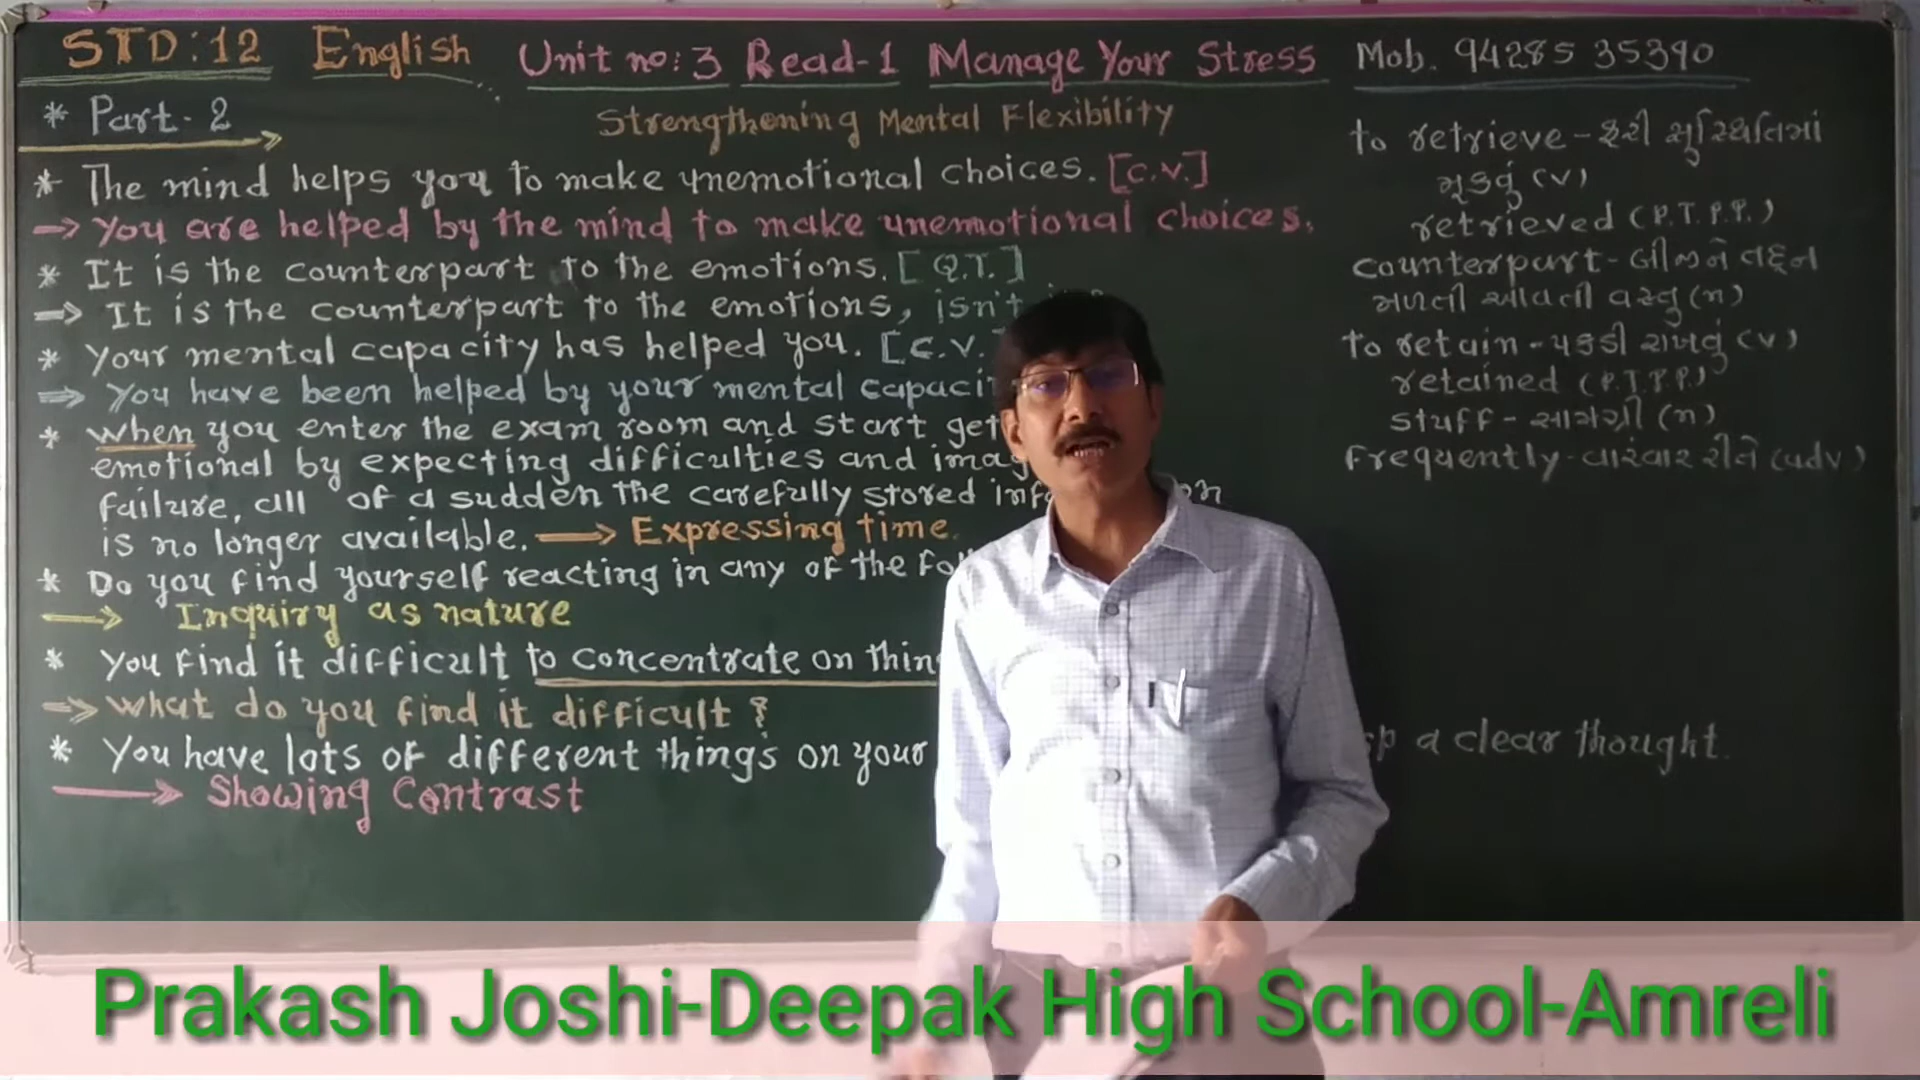 STD:12 English Unit no:3 Read-1 Manage Your Stress Mob. 94285 35390
* Part-2
Strengthening Mental Flexibility
* The mind helps you to make unemotional choices. [C.V.]
→ You are helped by the mind to make unemotional choices.
* It is the counterpart to the emotions. [Q.T.]
⇒ It is the counterpart to the emotions, isn't
* Your mental capacity has helped you. [C.V.
⇒ You have been helped by your mental
* When you enter the exam room and start
emotional by expecting difficulties and
failure, all of a sudden the carefully stored
is no longer available. → Expressing time.
* Do you find yourself reacting in any of the
→ Inquiry as nature
* You find it difficult to concentrate on
⇒ What do you find it difficult ?
* You have lots of different things on your
a clear thought.
→ Showing Contrast
to retrieve - ફરી સુસ્થિતિમાં
મૂકવું (v)
retrieved (P.T.P.P.)
counterpart - બીજાને તદ્દન
મળતી આવતી વસ્તુ (n)
to retain - પકડી રાખવું (v)
retained (P.T.P.P.)
stuff - સામગ્રી (n)
Frequently - વારંવાર રીતે (adv)
Prakash Joshi-Deepak High School-Amreli